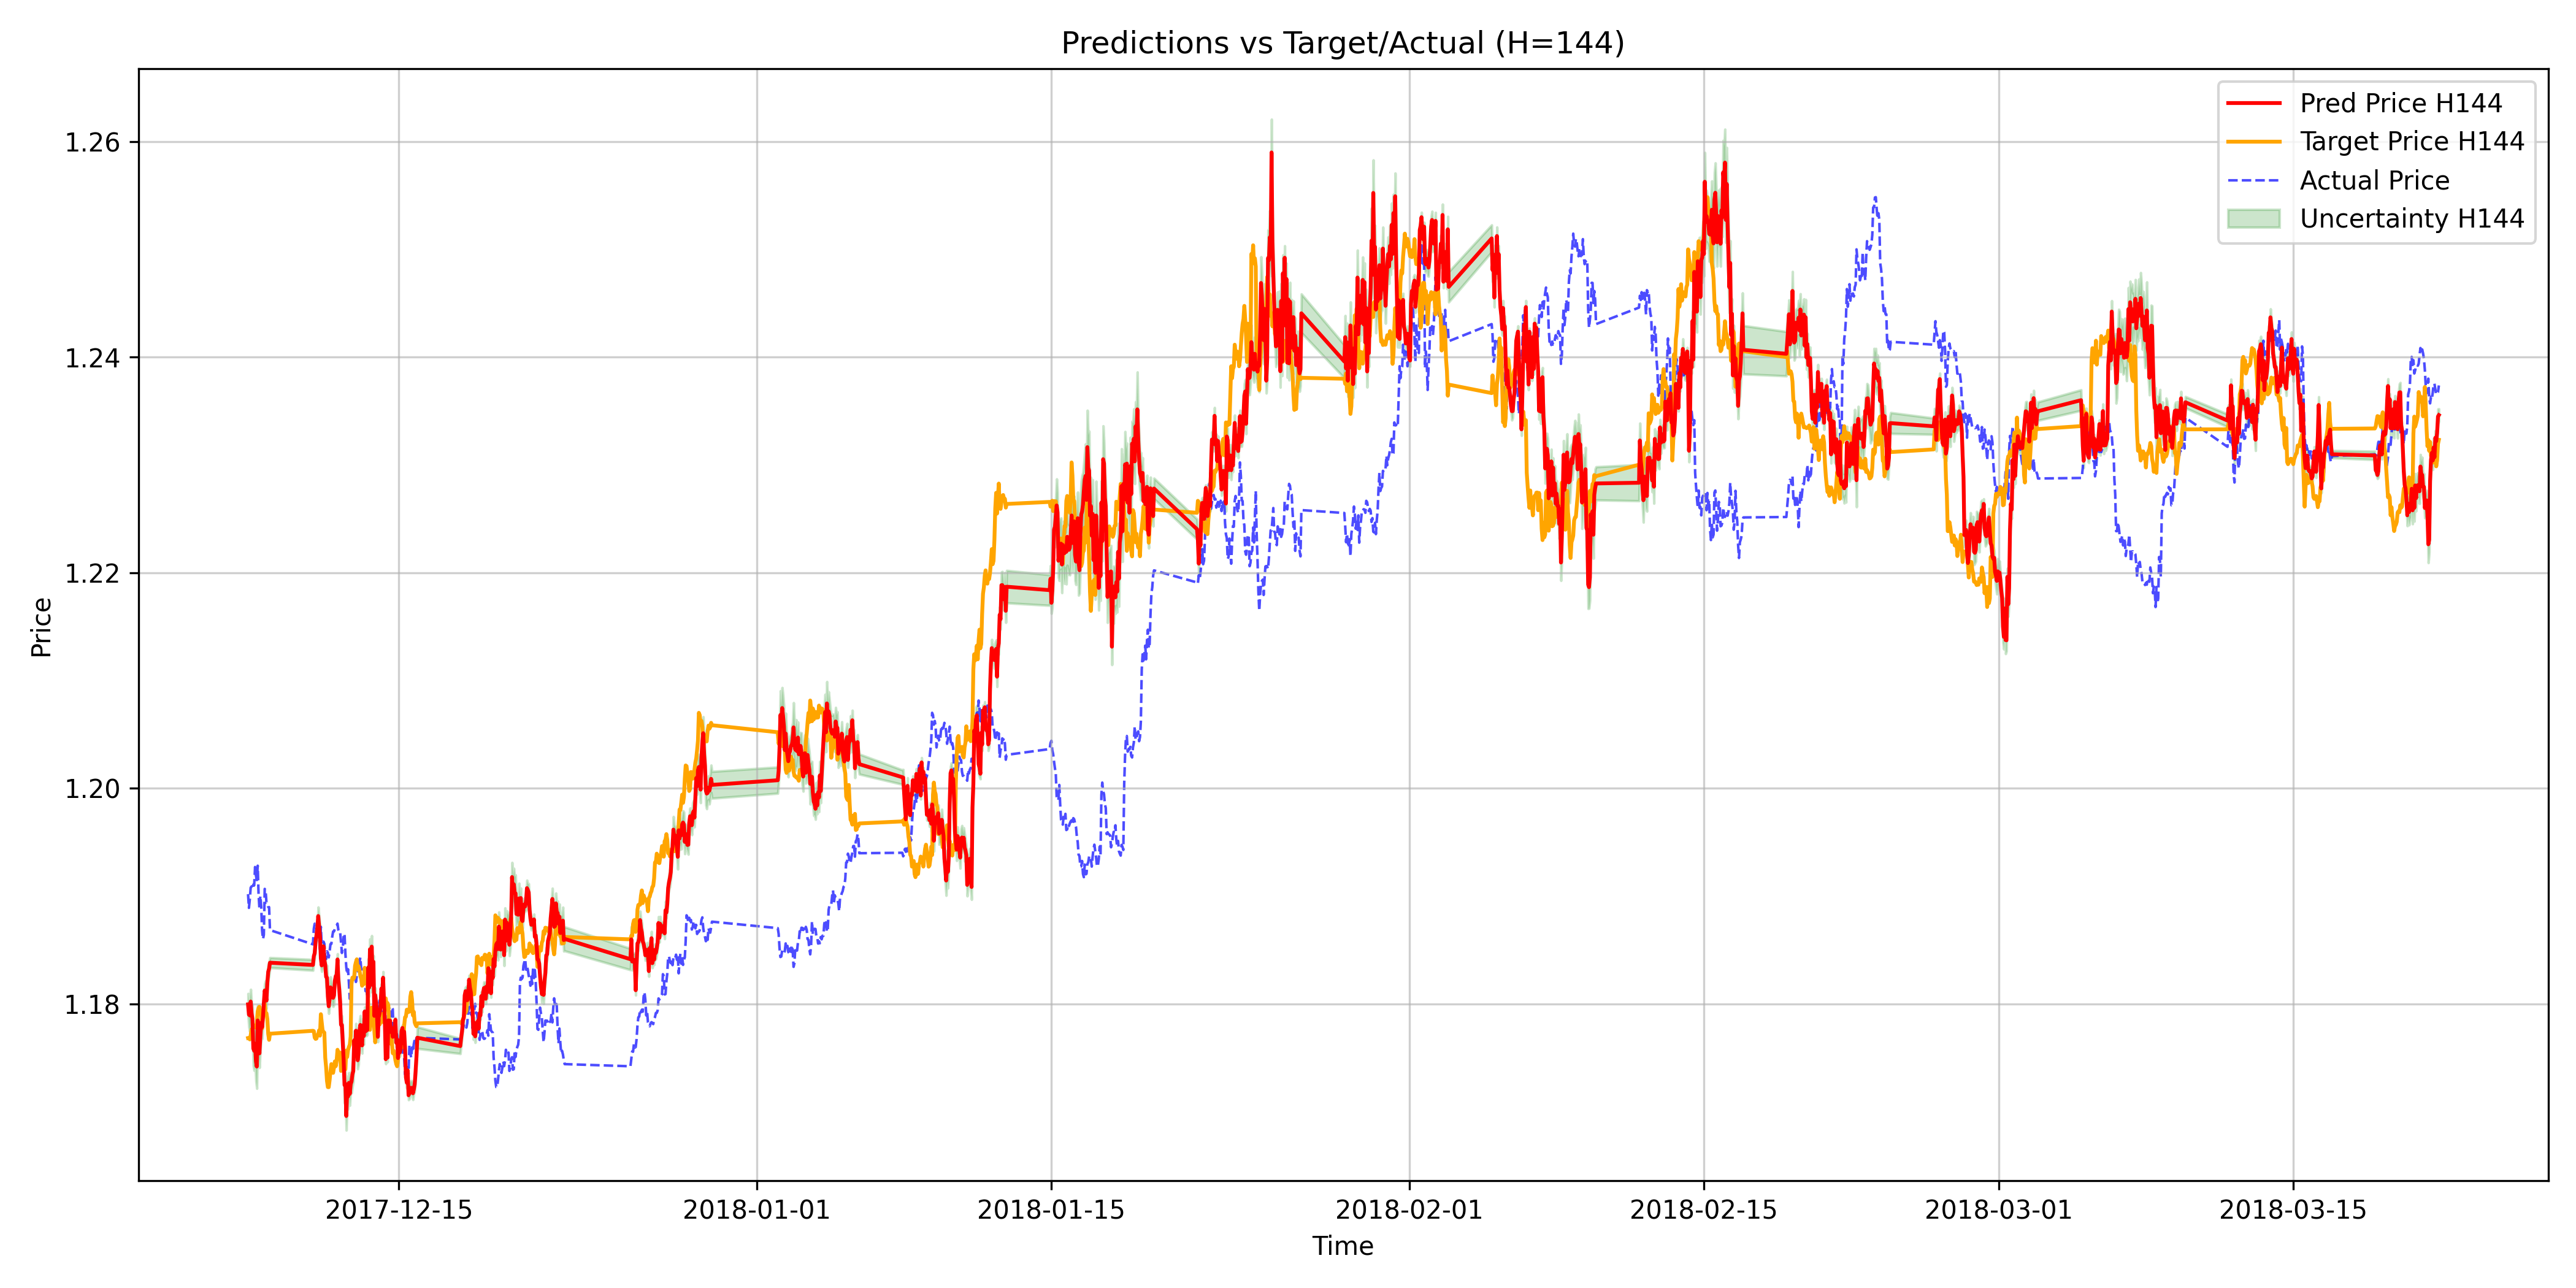 Predictions vs Target/Actual (H=144)
Pred Price H144
Target Price H144
Actual Price
Uncertainty H144
1.26
1.24
1.22
1.20
1.18
Price
2017-12-15
2018-01-01
2018-01-15
2018-02-01
2018-02-15
2018-03-01
2018-03-15
Time